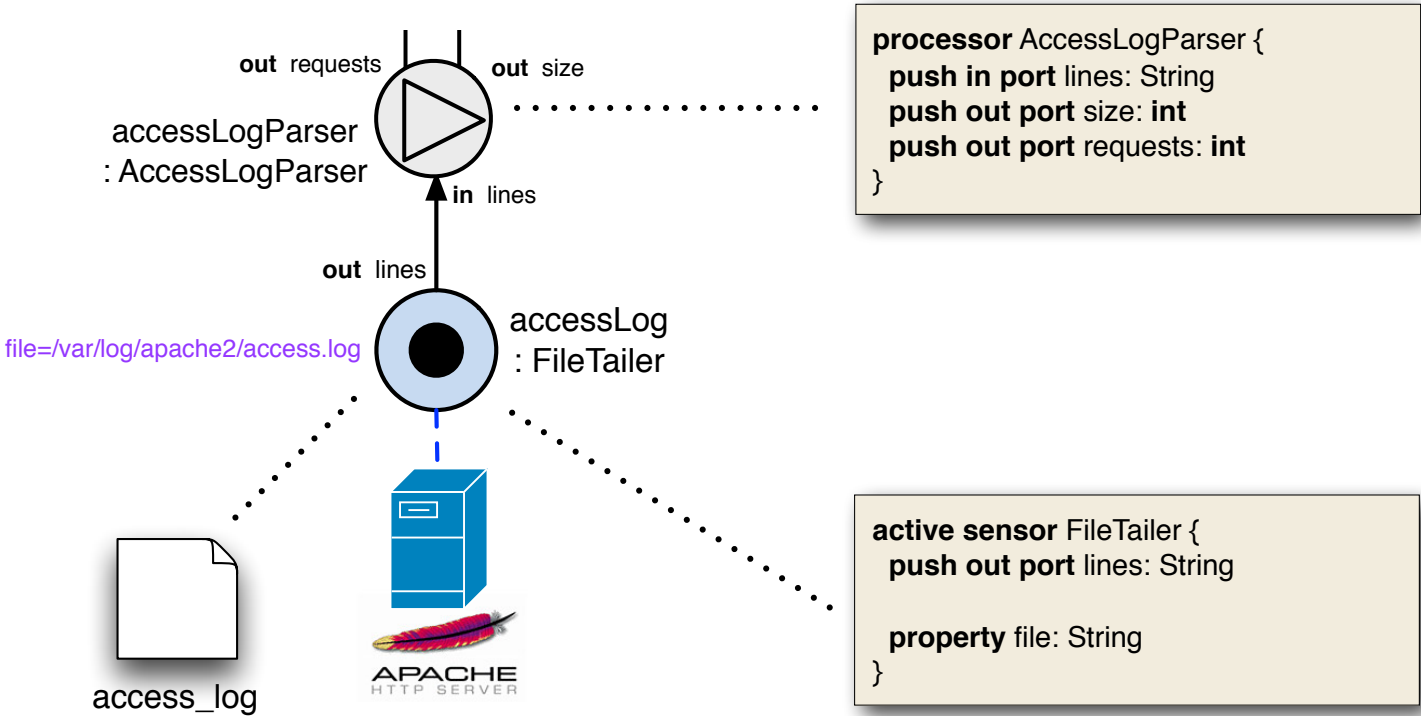 out requests
out size
accessLogParser
: AccessLogParser
in lines
out lines
file=/var/log/apache2/access.log
accessLog
: FileTailer
access_log
APACHE
HTTP SERVER
processor AccessLogParser {
push in port lines: String
push out port size: int
push out port requests: int
}
active sensor FileTailer {
push out port lines: String
property file: String
}